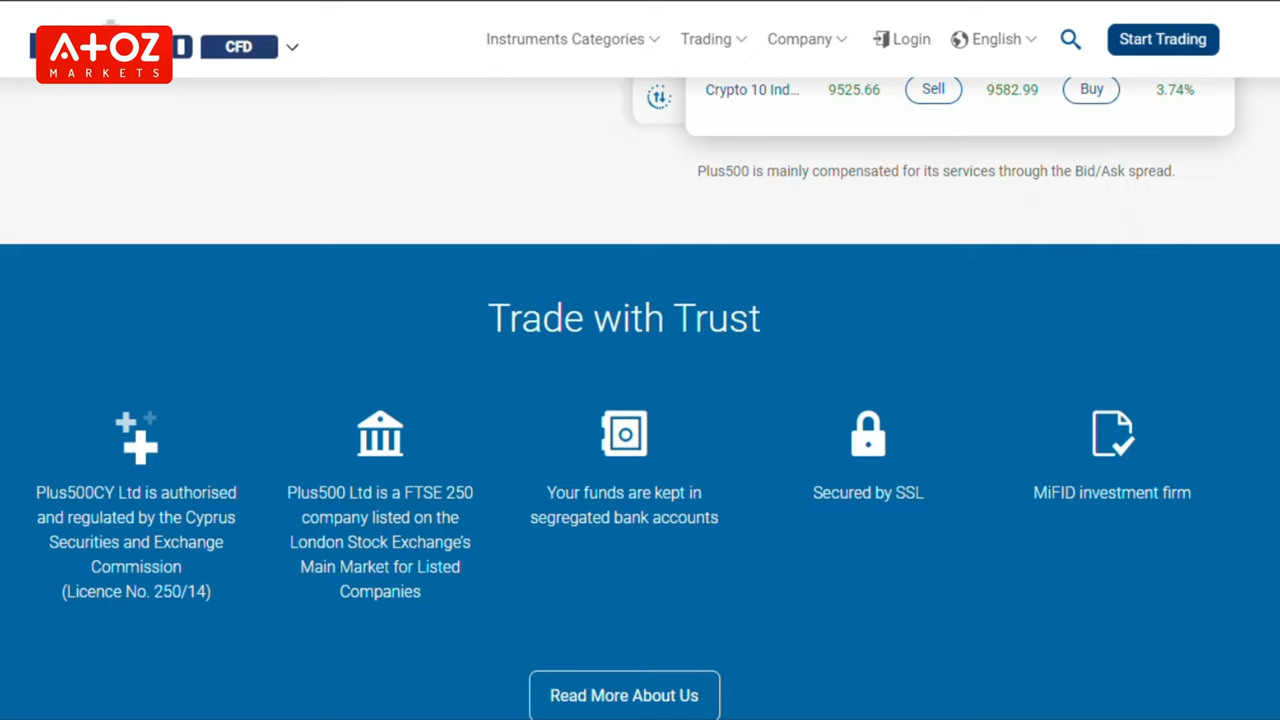 A+OZ
MARKETS
CFD
Instruments Categories
Trading
Company
Login
English
Start Trading
Crypto 10 Ind... 9525.66 Sell 9582.99 Buy 3.74%
Plus500 is mainly compensated for its services through the Bid/Ask spread.
Trade with Trust
Plus500CY Ltd is authorised
and regulated by the Cyprus
Securities and Exchange
Commission
(Licence No. 250/14)
Plus500 Ltd is a FTSE 250
company listed on the
London Stock Exchange's
Main Market for Listed
Companies
Your funds are kept in
segregated bank accounts
Secured by SSL
MiFID investment firm
Read More About Us